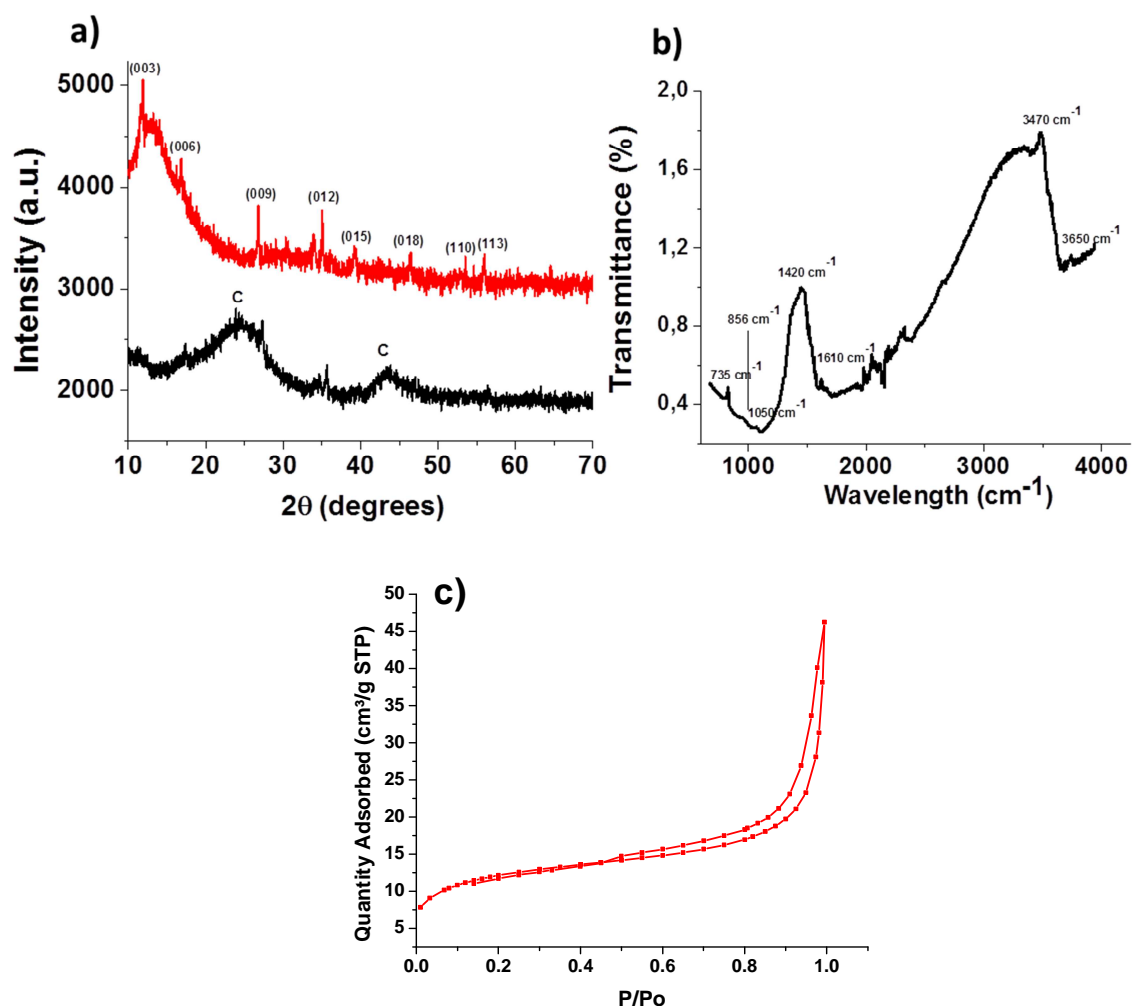 a)
(003)
(006)
(009)
(012)
(015)
(018)
(110)
(113)
C
C
5000
4000
3000
2000
Intensity (a.u.)
10 20 30 40 50 60 70
2θ (degrees)
b)
2,0
1,6
1,2
0,8
0,4
Transmittance (%)
3470 cm⁻¹
3650 cm⁻¹
1420 cm⁻¹
856 cm⁻¹
1610 cm⁻¹
735 cm⁻¹
1050 cm⁻¹
1000 2000 3000 4000
Wavelength (cm⁻¹)
c)
50
45
40
35
30
25
20
15
10
5
Quantity Adsorbed (cm³/g STP)
0.0 0.2 0.4 0.6 0.8 1.0
P/Po